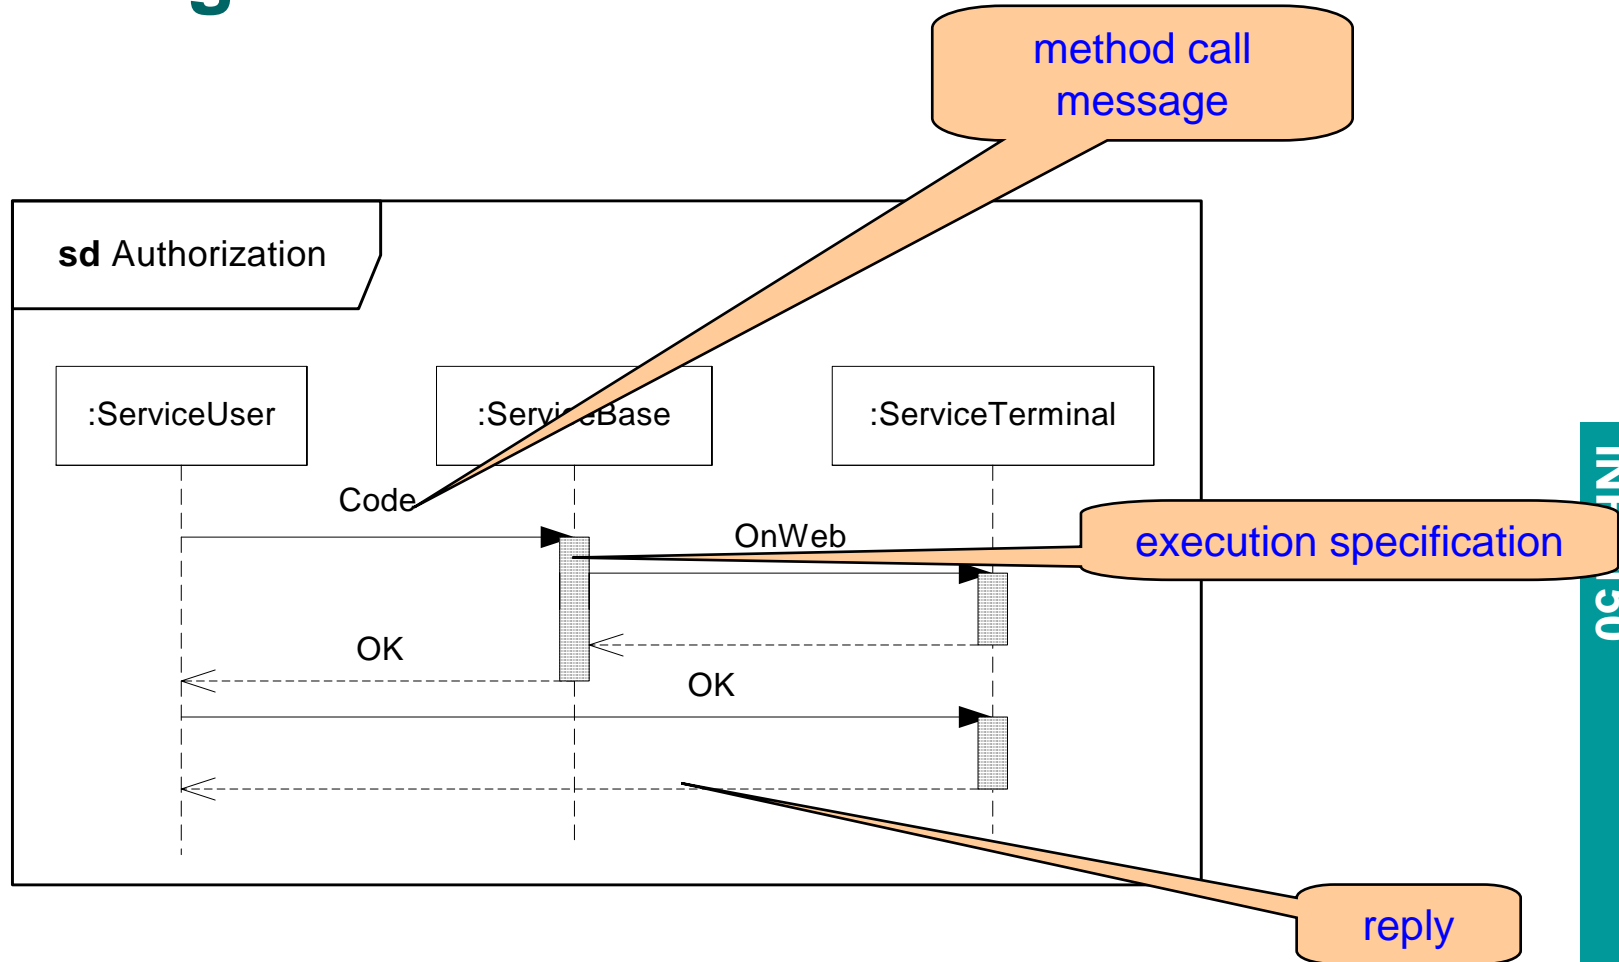 method call
message
sd Authorization
:ServiceUser
:ServiceBase
:ServiceTerminal
Code
OnWeb
execution specification
OK
OK
reply